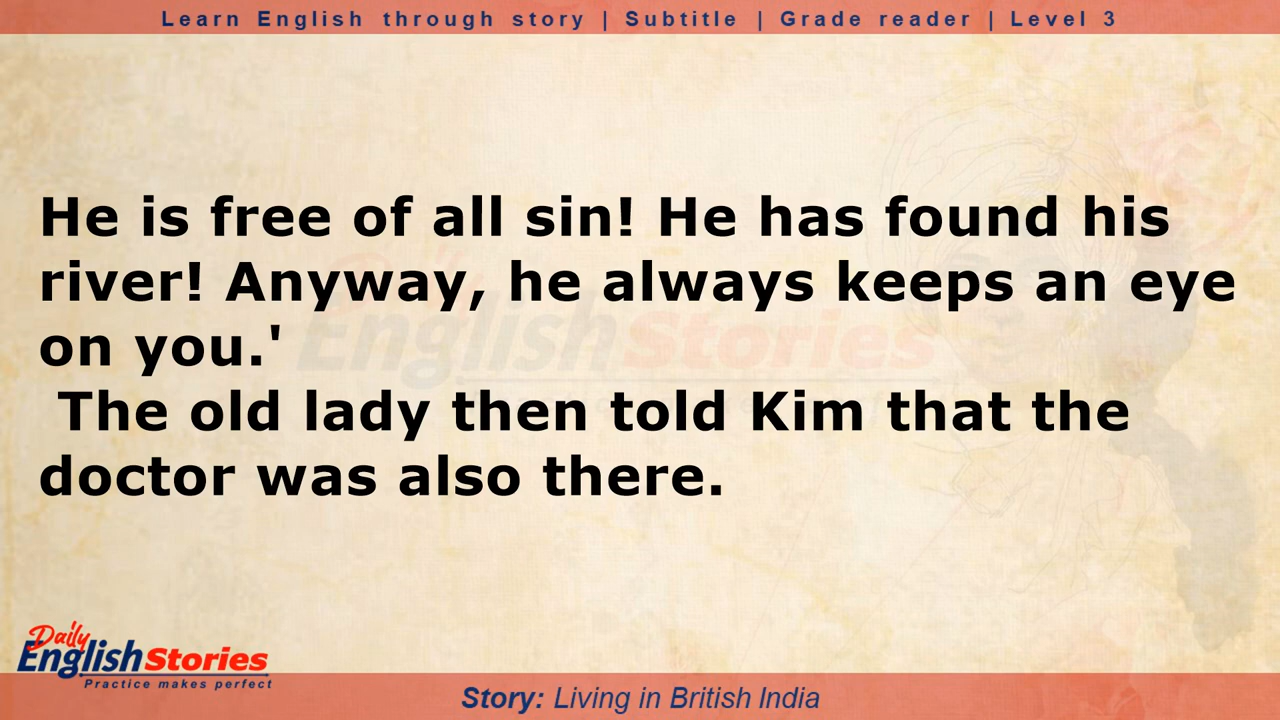 Learn English through story | Subtitle | Grade reader | Level 3
He is free of all sin! He has found his
river! Anyway, he always keeps an eye
on you.'
The old lady then told Kim that the
doctor was also there.
English Stories
Daily
English Stories
Practice makes perfect
Story: Living in British India